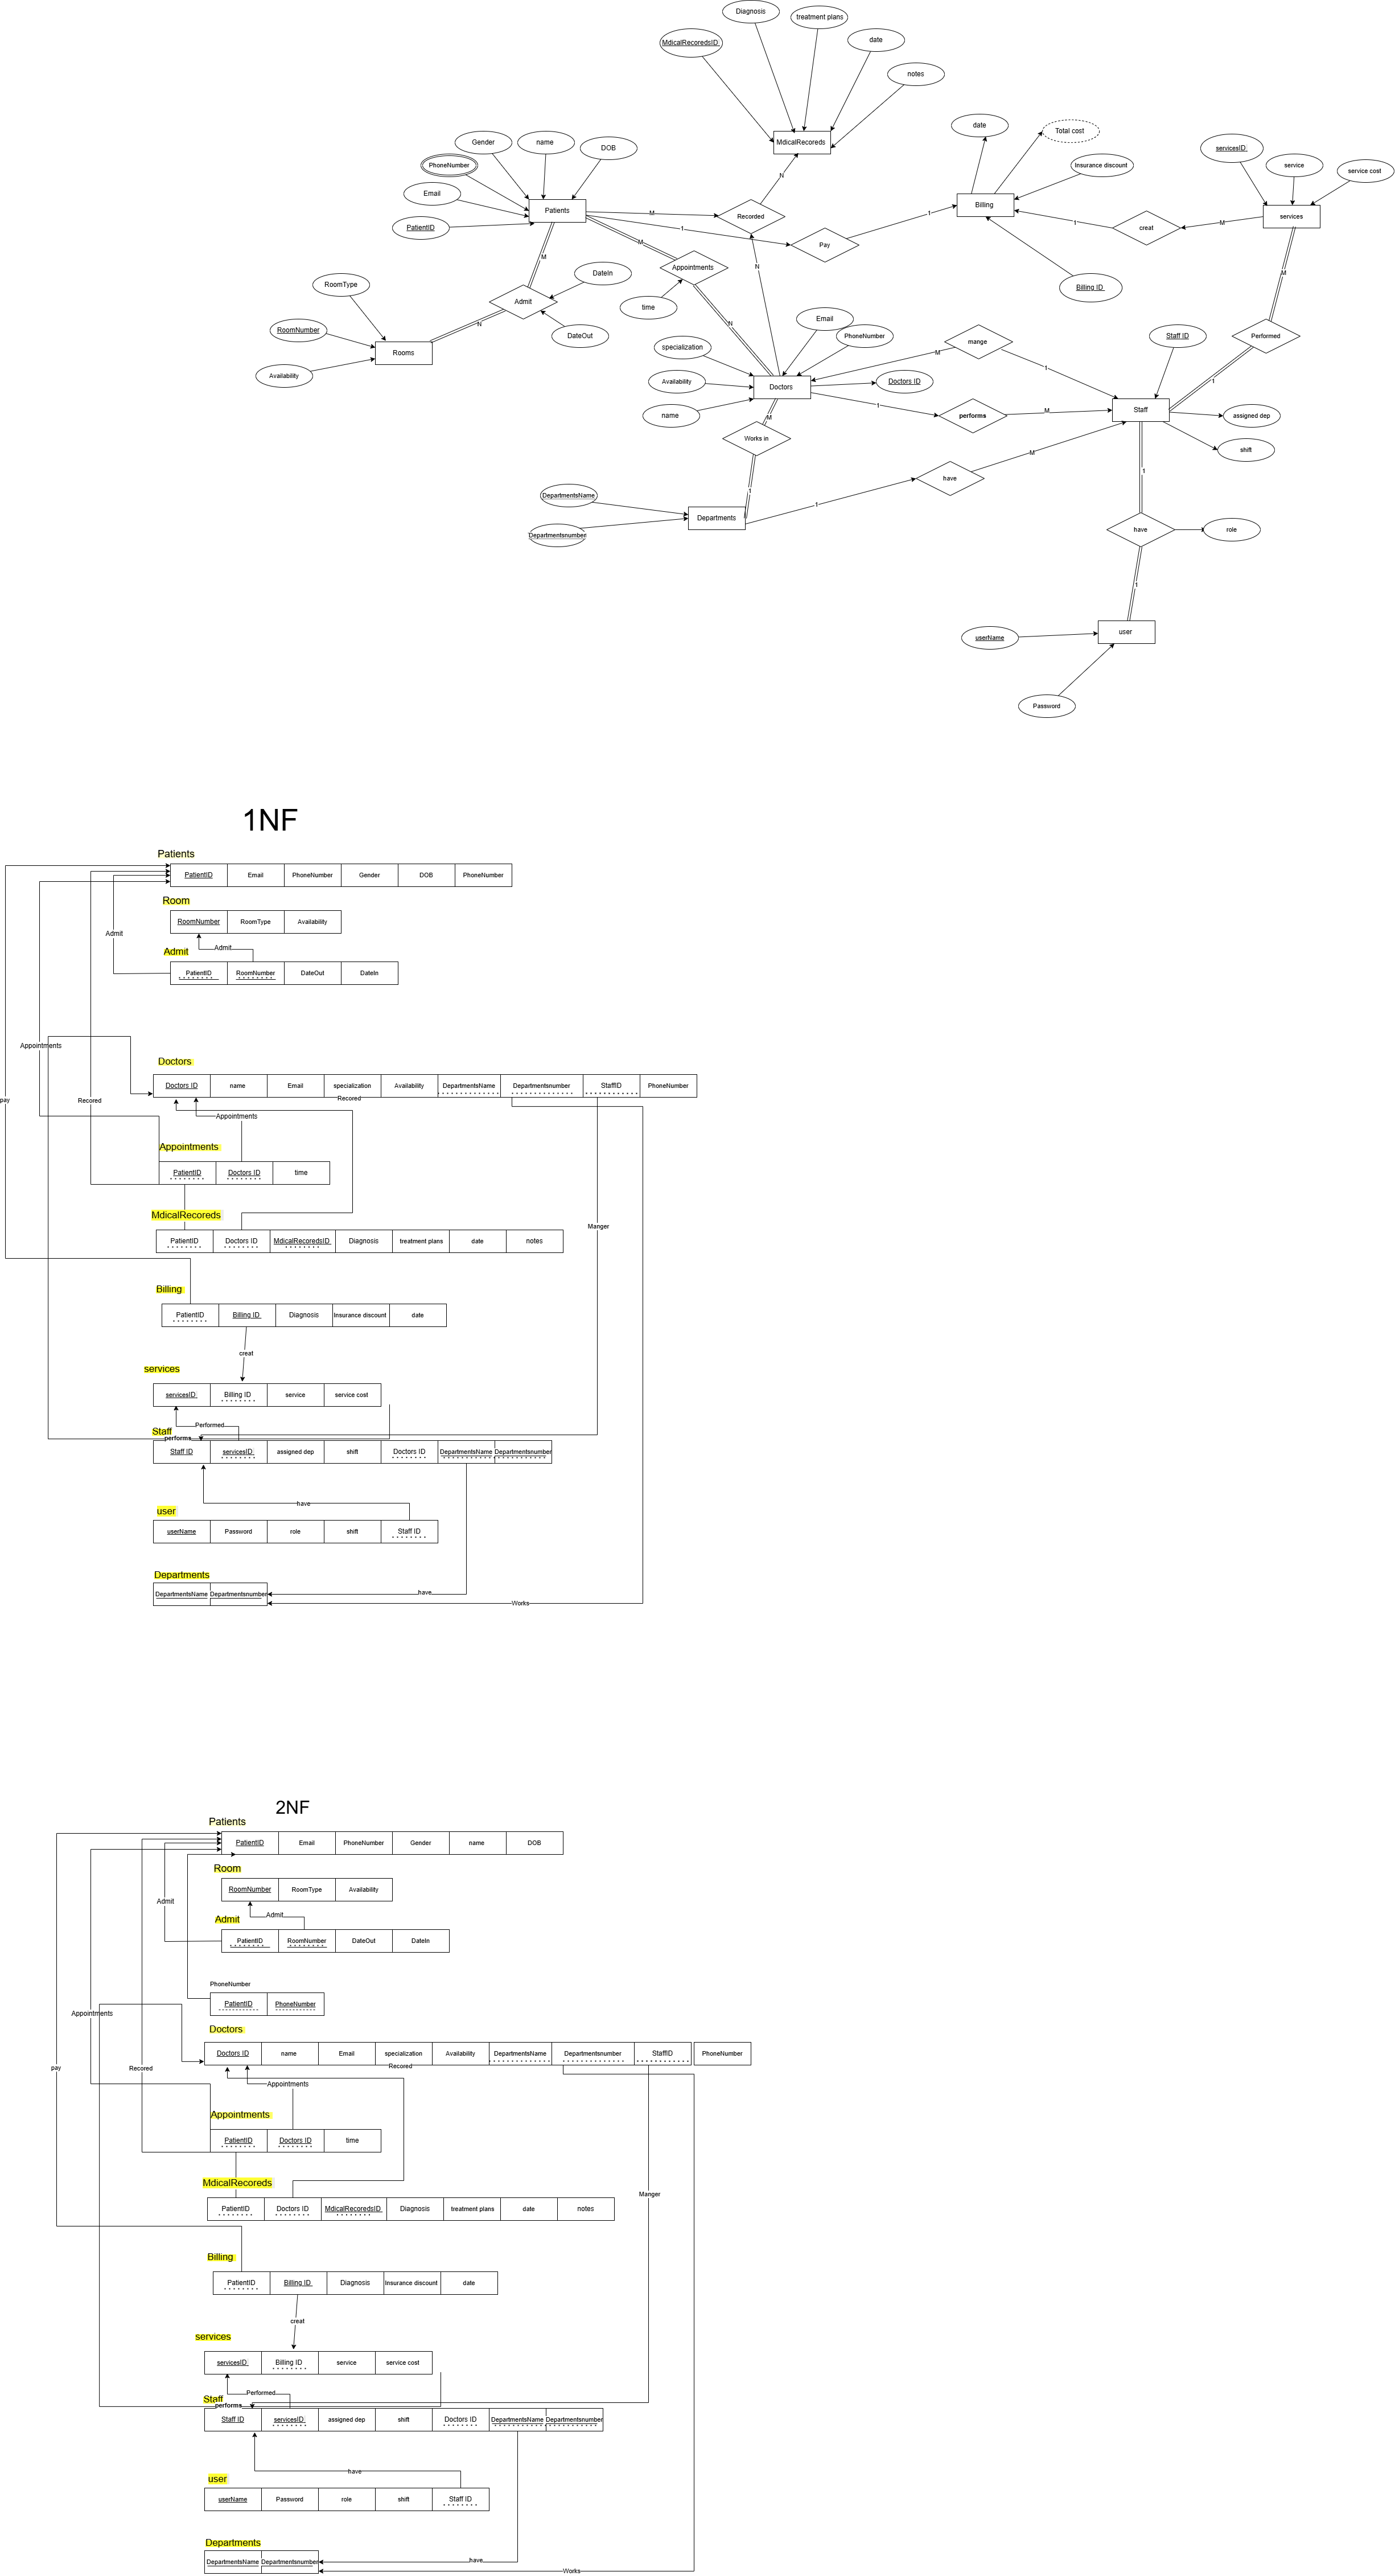 Diagnosis
treatment plans
MdicalRecoredsID
date
notes
MdicalRecoreds
date
Total cost
Gender
name
DOB
PhoneNumber
Email
PatientID
Patients
Insurance discount
servicesID
service
service cost
N
M
Recorded
Billing
1
services
1
M
creat
1
Pay
M
Appointments
M
DateIn
N
Billing ID
M
RoomType
Admit
time
RoomNumber
N
DateOut
N
Email
PhoneNumber
Staff ID
Performed
Rooms
specialization
mange
M
1
Availability
Availability
Doctors
Doctors ID
1
name
1
performs
M
Staff
assigned dep
M
Works in
M
shift
have
1
DepartmentsName
1
1
Departments
Departmentsnumber
have
role
1
userName
user
Password
1NF
Patients
PatientID Email PhoneNumber Gender DOB PhoneNumber
Room
RoomNumber RoomType Availability
Admit
Admit
Admit
PatientID RoomNumber DateOut DateIn
Appointments
Doctors
Doctors ID name Email specialization Availability DepartmentsName Departmentsnumber StaffID PhoneNumber
pay
Recored
Recored
Appointments
Appointments
PatientID Doctors ID time
MdicalRecoreds
Manger
PatientID Doctors ID MdicalRecoredsID Diagnosis treatment plans date notes
Billing
PatientID Billing ID Diagnosis Insurance discount date
creat
services
servicesID Billing ID service service cost
Performed
Staff
performs
Staff ID servicesID assigned dep shift Doctors ID DepartmentsName Departmentsnumber
have
user
userName Password role shift Staff ID
Departments
DepartmentsName Departmentsnumber
have
Works
2NF
Patients
PatientID Email PhoneNumber Gender name DOB
Room
RoomNumber RoomType Availability
Admit
Admit
Admit
PatientID RoomNumber DateOut DateIn
PhoneNumber
PatientID PhoneNumber
Appointments
Doctors
Doctors ID name Email specialization Availability DepartmentsName Departmentsnumber StaffID PhoneNumber
pay
Recored
Recored
Appointments
Appointments
PatientID Doctors ID time
MdicalRecoreds
Manger
PatientID Doctors ID MdicalRecoredsID Diagnosis treatment plans date notes
Billing
PatientID Billing ID Diagnosis Insurance discount date
creat
services
servicesID Billing ID service service cost
Performed
Staff
performs
Staff ID servicesID assigned dep shift Doctors ID DepartmentsName Departmentsnumber
have
user
userName Password role shift Staff ID
Departments
DepartmentsName Departmentsnumber
have
Works